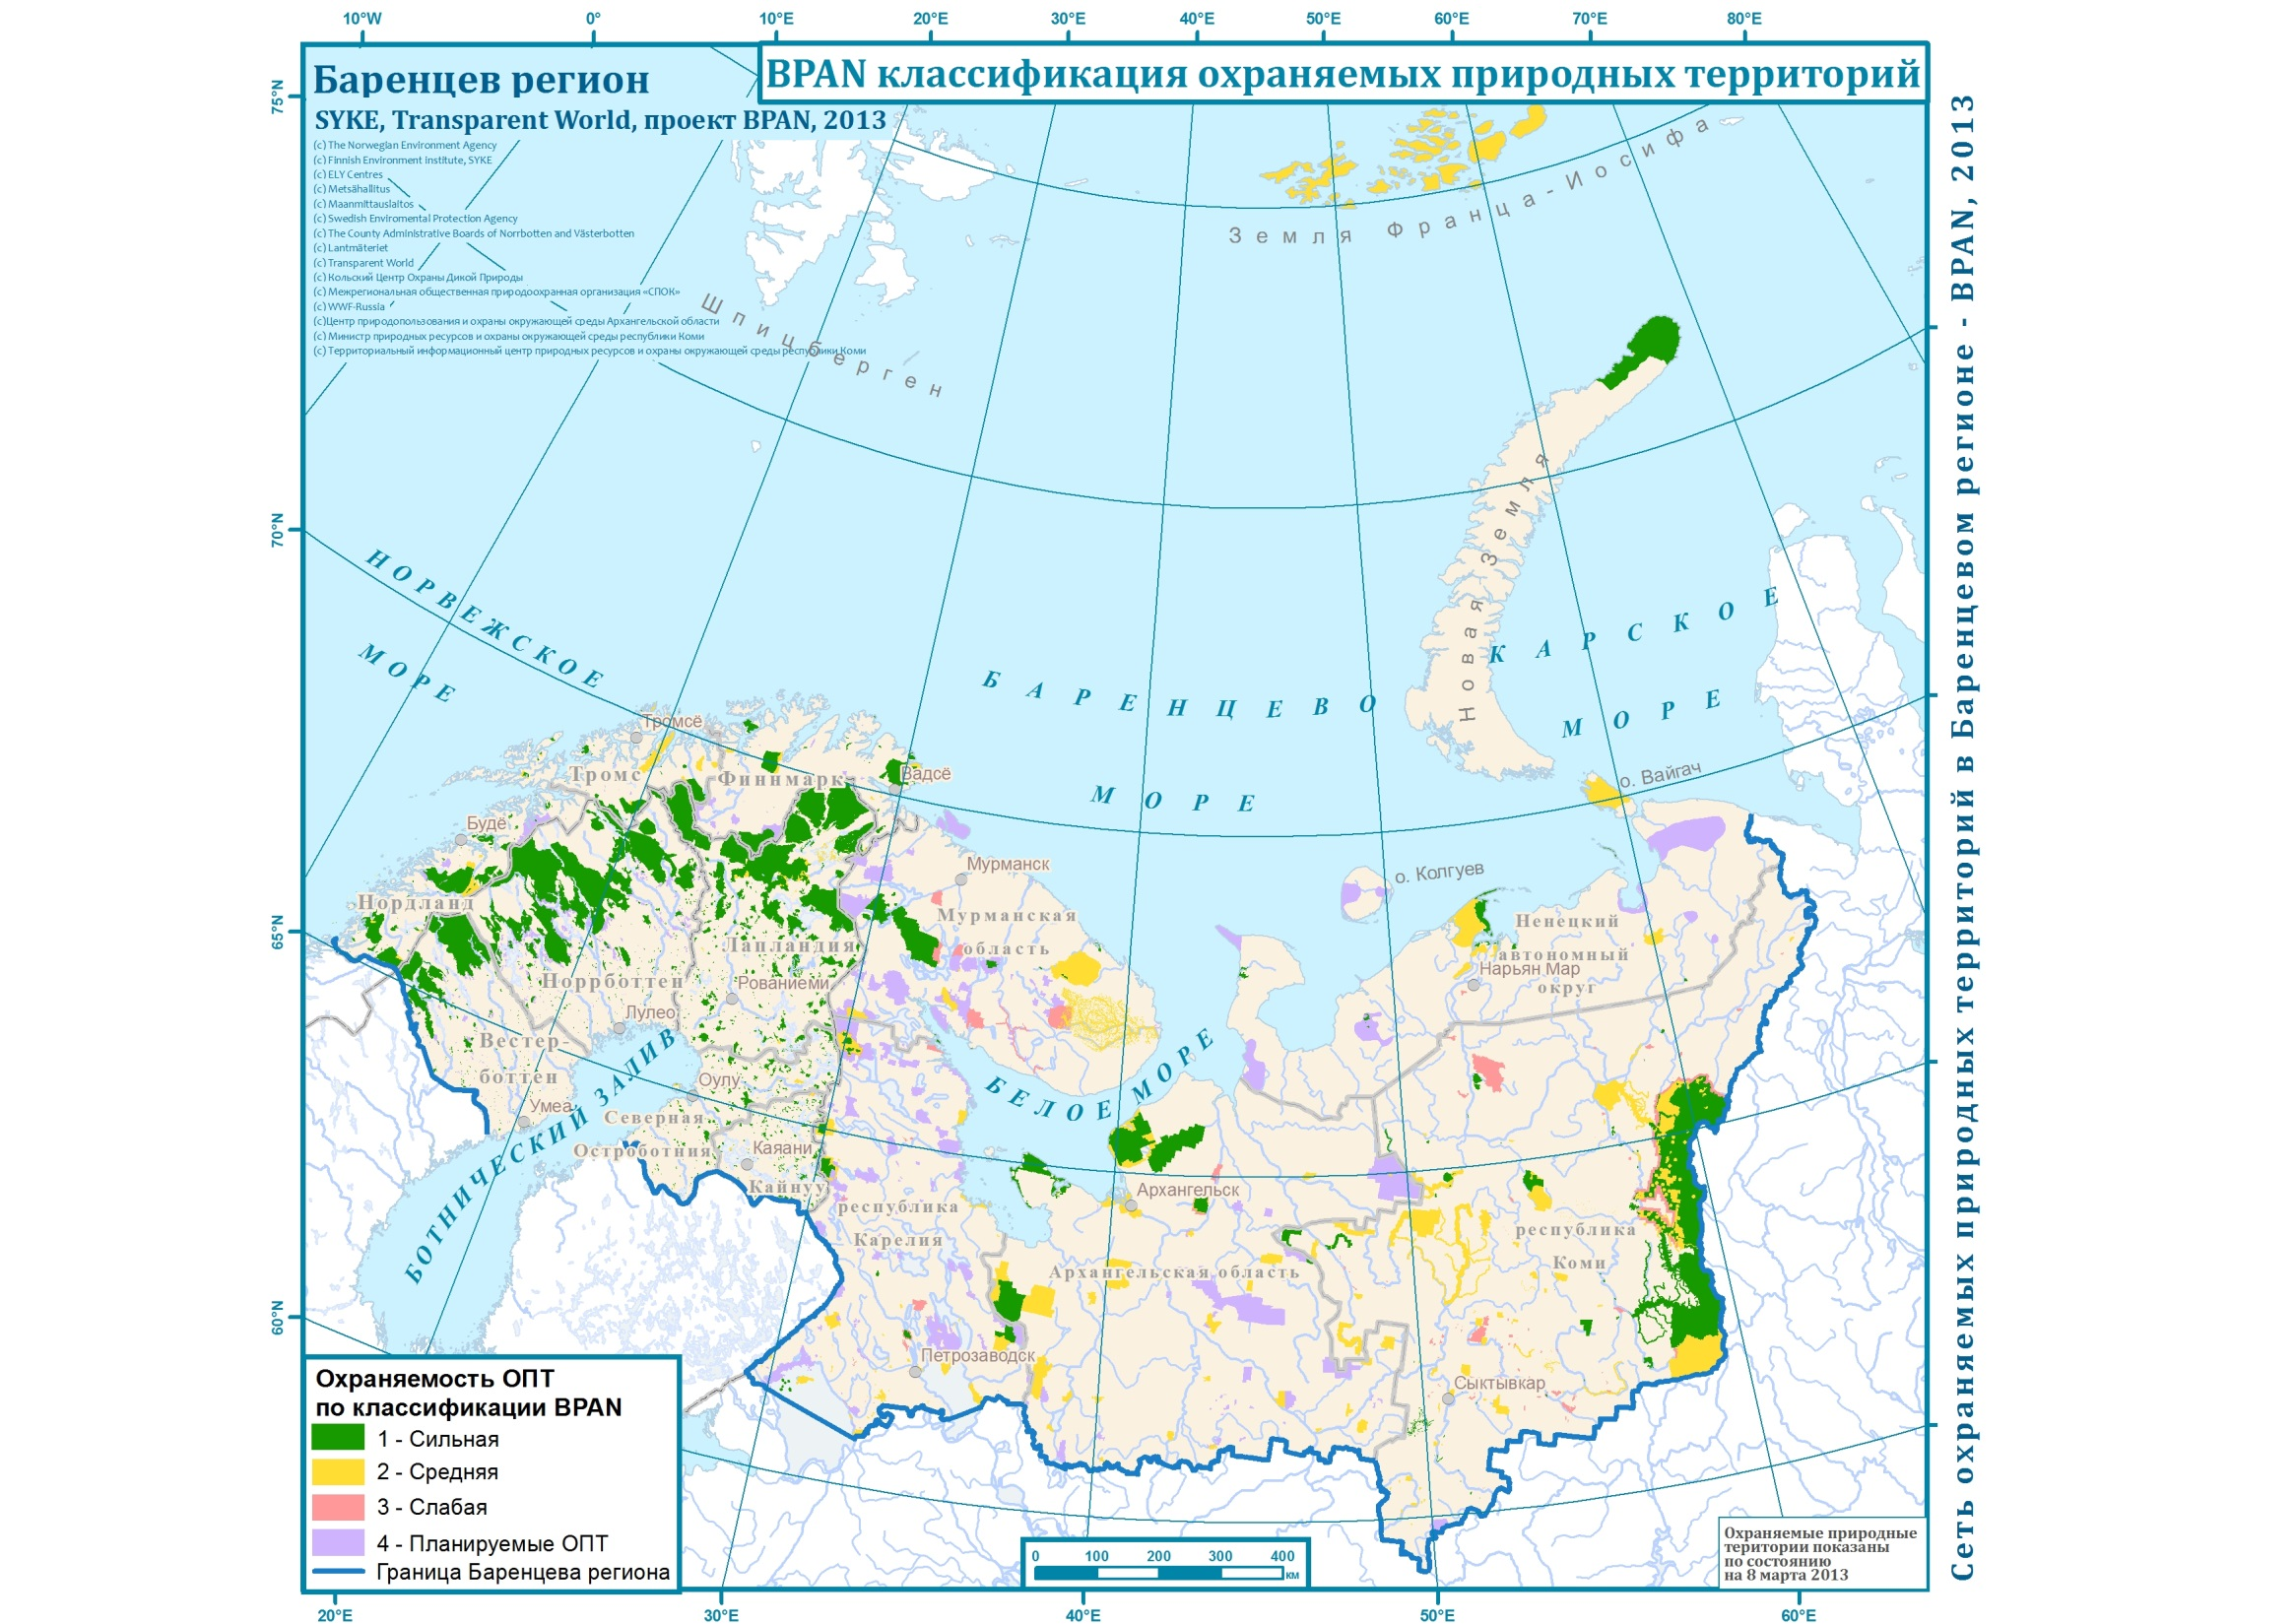 10°W 0° 10°E 20°E 30°E 40°E 50°E 60°E 70°E 80°E
Баренцев регион
BPAN классификация охраняемых природных территорий
SYKE, Transparent World, проект BPAN, 2013
(c) The Norwegian Environment Agency
(c) Finnish Environment Institute, SYKE
(c) ELY Centres
(c) Metsähallitus
(c) Maanmittauslaitos
(c) Swedish Enviromental Protection Agency
(c) The County Administrative Boards of Norrbotten and Västerbotten
(c) Lantmäteriet
(c) Transparent World
(c) Кольский Центр Охраны Дикой Природы
(c) Межрегиональная общественная природоохранная организация «СПОК»
(c) WWF-Russia
(c)Центр природопользования и охраны окружающей среды Архангельской области
(c) Министр природных ресурсов и охраны окружающей среды республики Коми
(c) Территориальный информационный центр природных ресурсов и охраны окружающей среды республики Коми
75°N
70°N
65°N
60°N
Земля Франца-Иосифа
Шпицберген
Новая Земля
НОРВЕЖСКОЕ
МОРЕ
БАРЕНЦЕВО
МОРЕ
КАРСКОЕ
МОРЕ
о. Вайгач
о. Колгуев
Тромсё
Тромс
Финнмарк
Вадсё
Будё
Нордланд
Мурманск
Мурманская
область
Лапландия
Рованиеми
Норрботтен
Лулео
Вестер-
боттен
Умеа
Оулу
Северная
Остроботния
Каяани
Кайнуу
БОТНИЧЕСКИЙ ЗАЛИВ
БЕЛОЕ МОРЕ
Ненецкий
автономный
округ
Нарьян Мар
Архангельск
Архангельская область
республика
Карелия
Петрозаводск
республика
Коми
Сыктывкар
Охраняемость ОПТ
по классификации BPAN
1 - Сильная
2 - Средняя
3 - Слабая
4 - Планируемые ОПТ
Граница Баренцева региона
0 100 200 300 400
км
Охраняемые природные
територии показаны
по состоянию
на 8 марта 2013
20°E 30°E 40°E 50°E 60°E
Сеть охраняемых природных территорий в Баренцевом регионе - BPAN, 2013